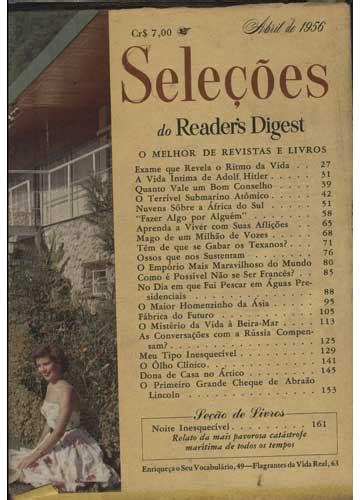 Cr$ 7,00
Abril de 1956
Seleções
do Reader's Digest
O MELHOR DE REVISTAS E LIVROS
Exame que Revela o Ritmo da Vida . . 27
A Vida Íntima de Adolf Hitler . . . . . 31
Quanto Vale um Bom Conselho . . . . 39
O Terrível Submarino Atômico . . . . . 42
Nuvens Sôbre a África do Sul . . . . . 51
"Fazer Algo por Alguém" . . . . . . . 58
Aprenda a Viver com Suas Aflições . . 65
Mago de um Milhão de Vozes . . . . . 68
Têm de que se Gabar os Texanos? . . . 71
Ossos que nos Sustentam . . . . . . . 76
O Empório Mais Maravilhoso do Mundo 80
Como é Possível Não se Ser Francês? . . 85
No Dia em que Fui Pescar em Águas Pre-
sidenciais . . . . . . . . . . . . . 88
O Maior Homenzinho da Ásia . . . . . 95
Fábrica do Futuro . . . . . . . . . . 105
O Mistério da Vida à Beira-Mar . . . . 113
As Conversações com a Rússia Compen-
sam? . . . . . . . . . . . . . . . . 125
Meu Tipo Inesquecível . . . . . . . . 129
O Ôlho Clínico . . . . . . . . . . . . 141
Dona de Casa no Ártico . . . . . . . . 145
O Primeiro Grande Cheque de Abraão
Lincoln . . . . . . . . . . . . . . . 153
Seção de Livros
Noite Inesquecível . . . . . . . . . . 161
Relato da mais pavorosa catástrofe
marítima de todos os tempos
Enriqueça o Seu Vocabulário, 49—Flagrantes da Vida Real, 63